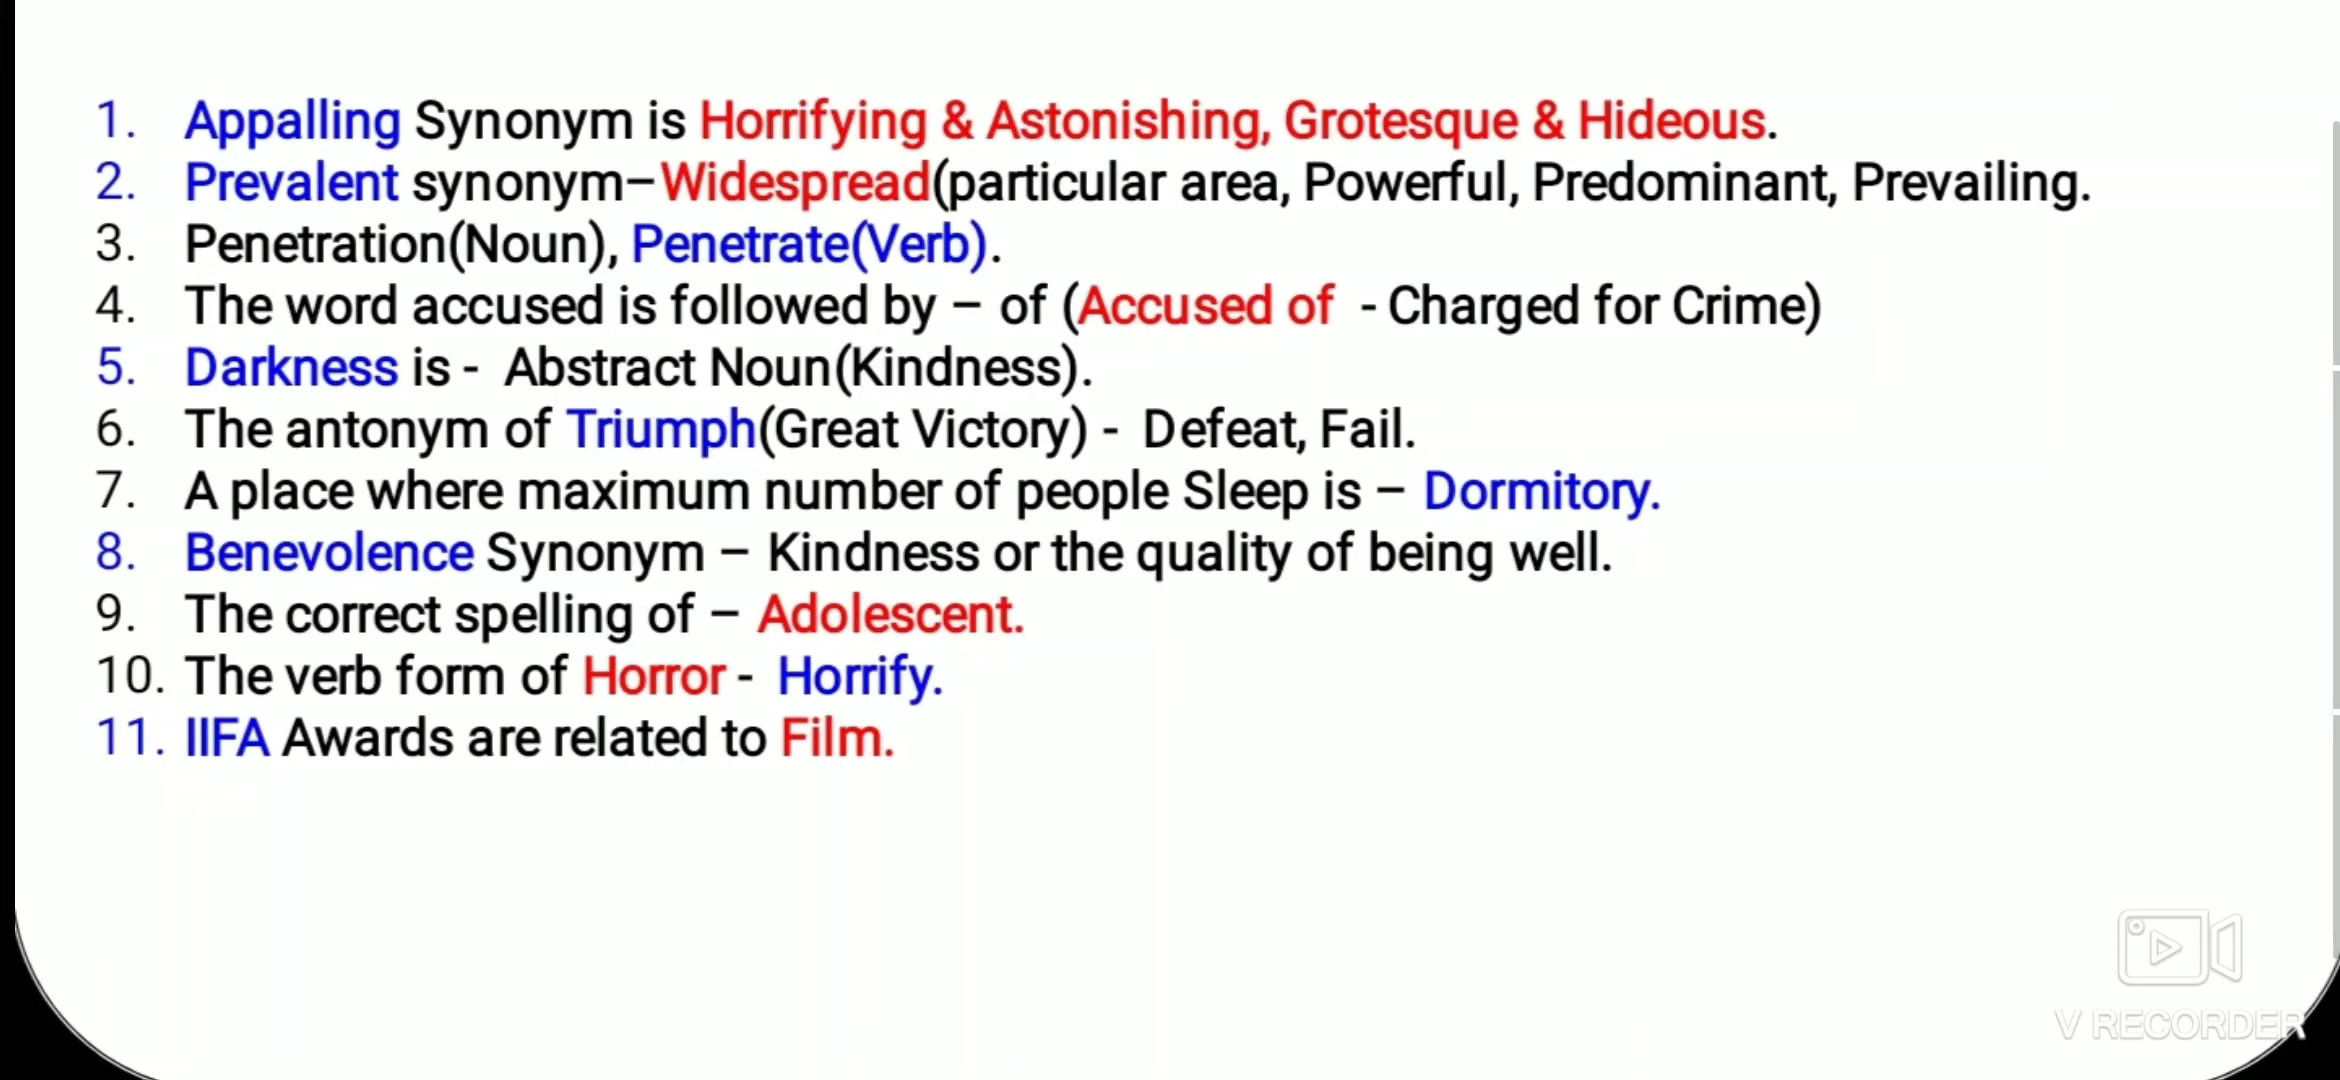 1. Appalling Synonym is Horrifying & Astonishing, Grotesque & Hideous.
2. Prevalent synonym–Widespread(particular area, Powerful, Predominant, Prevailing.
3. Penetration(Noun), Penetrate(Verb).
4. The word accused is followed by – of (Accused of - Charged for Crime)
5. Darkness is - Abstract Noun(Kindness).
6. The antonym of Triumph(Great Victory) - Defeat, Fail.
7. A place where maximum number of people Sleep is – Dormitory.
8. Benevolence Synonym – Kindness or the quality of being well.
9. The correct spelling of – Adolescent.
10. The verb form of Horror - Horrify.
11. IIFA Awards are related to Film.
V RECORDER